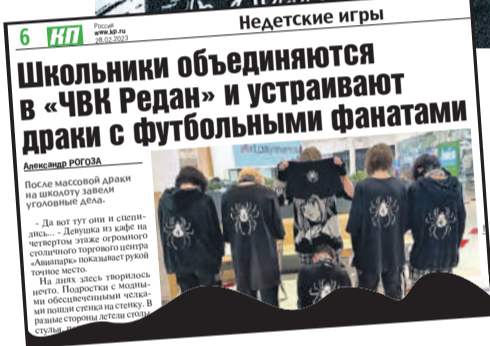 6 КП
Россия
www.kp.ru
28.02.2023
Недетские игры
Школьники объединяются
в «ЧВК Редан» и устраивают
драки с футбольными фанатами
Александр РОГОЗА
После массовой драки
на школоту завели
уголовные дела.
- Да вот тут они и сцепи-
лись... - Девушка из кафе на
четвертом этаже огромного
столичного торгового центра
«Авиапарк» показывает рукой
точное место.
На днях здесь творилось
нечто. Подростки с модны-
ми обесцвеченными челка-
ми пошли стенка на стенку. В
разные стороны летели столы
стулья